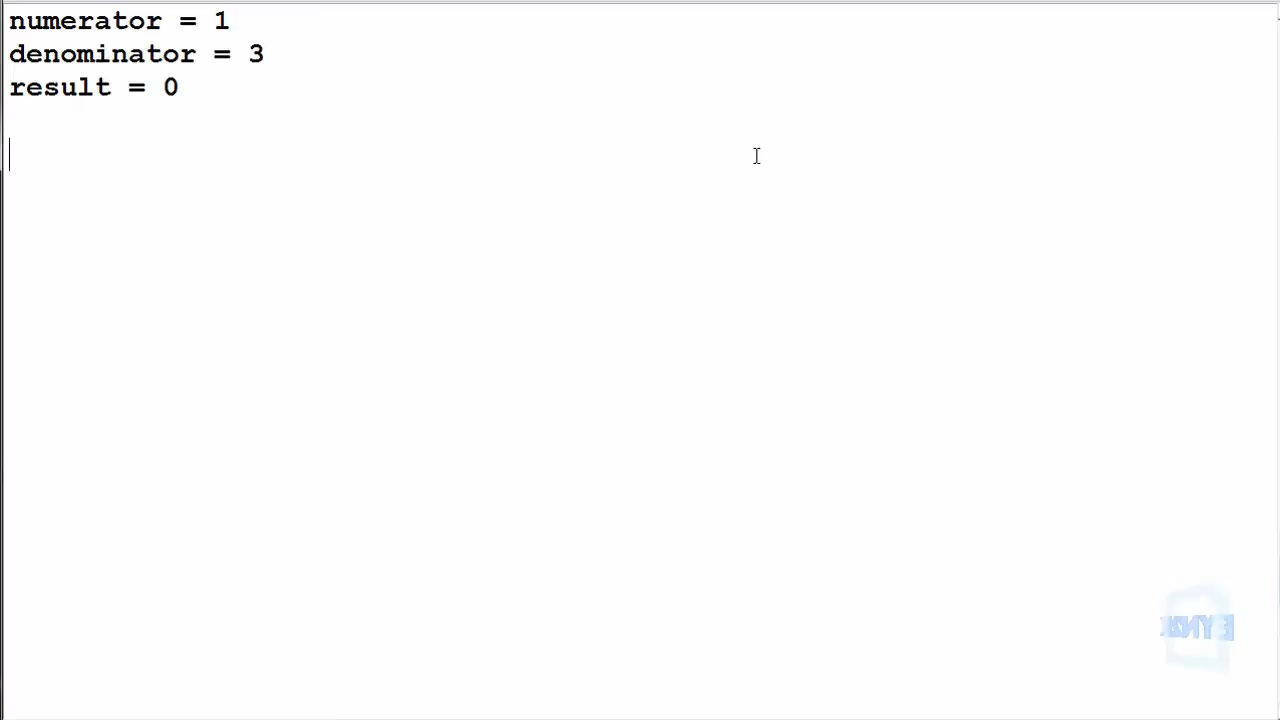 numerator = 1
denominator = 3
result = 0